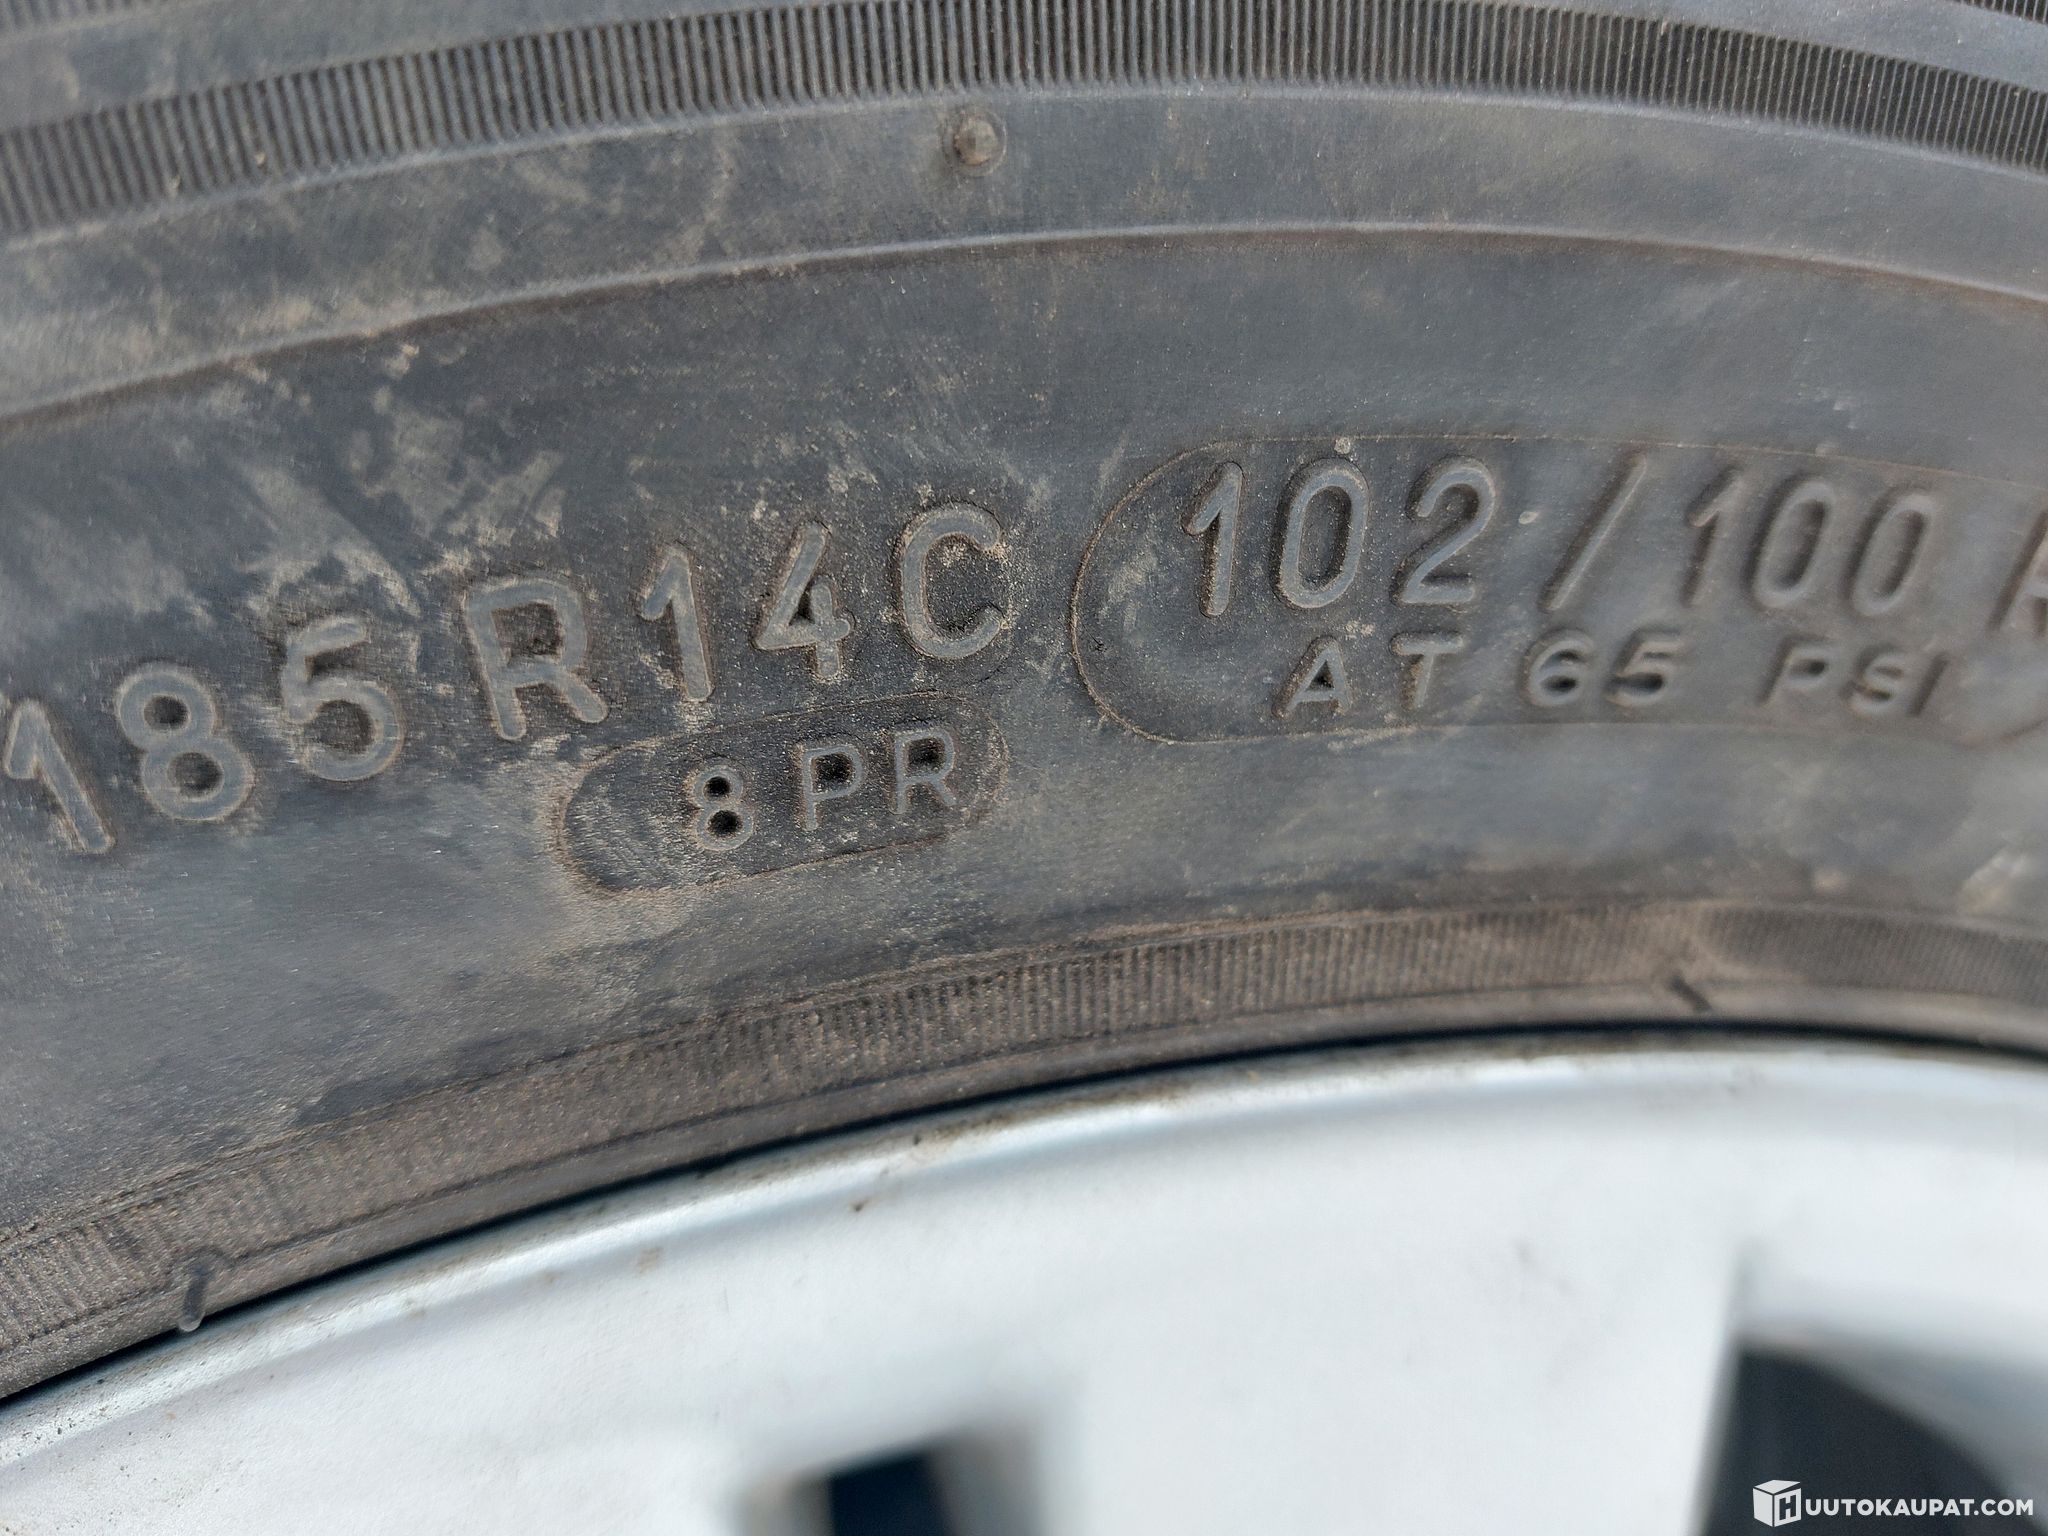 185R14C 102/100
8PR
AT 65 PSI
HUUTOKAUPAT.COM